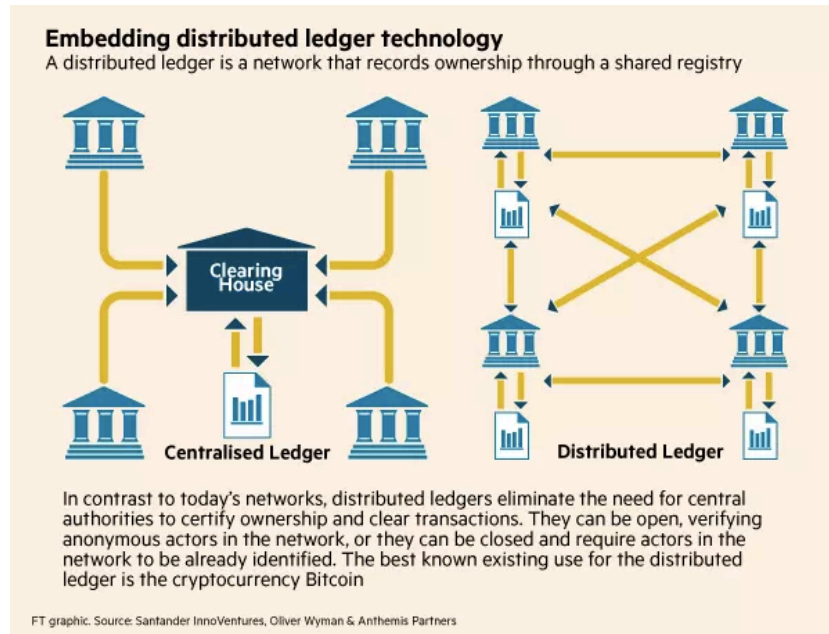 Embedding distributed ledger technology
A distributed ledger is a network that records ownership through a shared registry
Clearing
House
Centralised Ledger
Distributed Ledger
In contrast to today's networks, distributed ledgers eliminate the need for central
authorities to certify ownership and clear transactions. They can be open, verifying
anonymous actors in the network, or they can be closed and require actors in the
network to be already identified. The best known existing use for the distributed
ledger is the cryptocurrency Bitcoin
FT graphic. Source: Santander InnoVentures, Oliver Wyman & Anthemis Partners